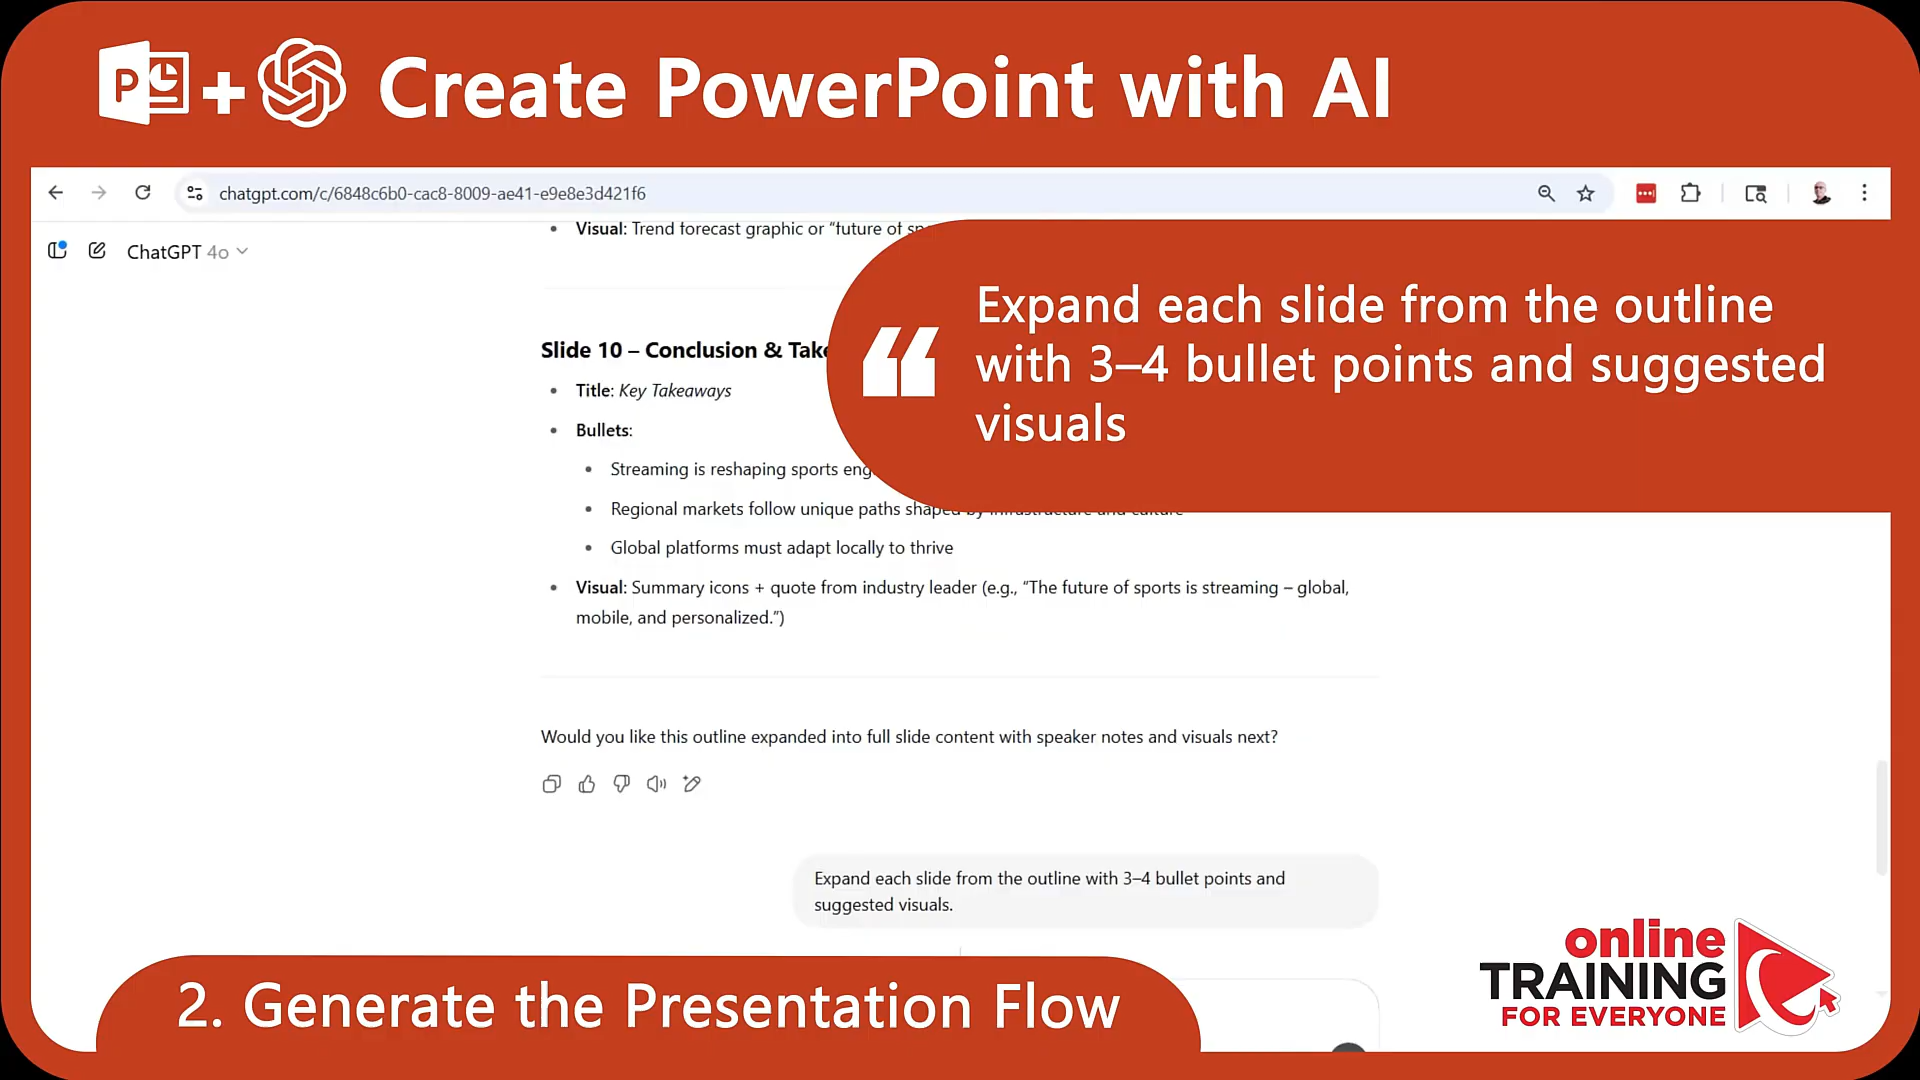 P + Create PowerPoint with AI
chatgpt.com/c/6848c6b0-cac8-8009-ae41-e9e8e3d421f6
ChatGPT 4o
• Visual: Trend forecast graphic or “future of
Expand each slide from the outline
with 3–4 bullet points and suggested
visuals
Slide 10 – Conclusion &
• Title: Key Takeaways
• Bullets:
• Streaming is reshaping sports
• Regional markets follow unique paths shaped by infrastructure and culture
• Global platforms must adapt locally to thrive
• Visual: Summary icons + quote from industry leader (e.g., “The future of sports is streaming – global,
mobile, and personalized.”)
Would you like this outline expanded into full slide content with speaker notes and visuals next?
Expand each slide from the outline with 3–4 bullet points and
suggested visuals.
2. Generate the Presentation Flow
online
TRAINING
FOR EVERYONE